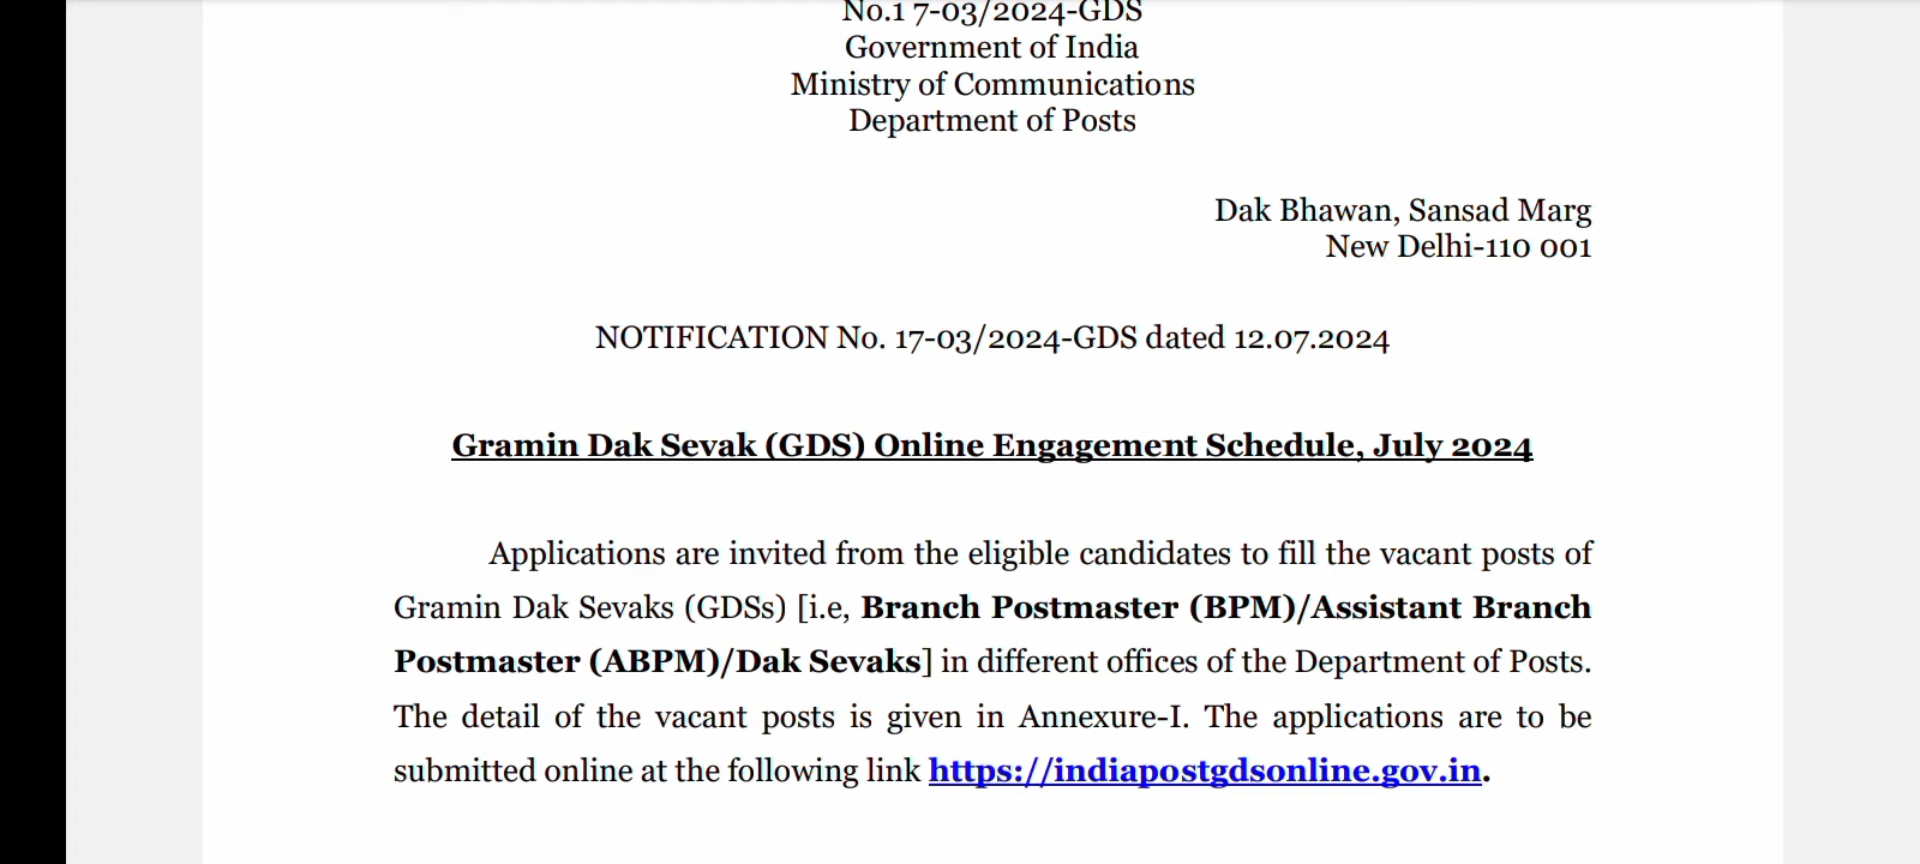 No.1 7-03/2024-GDS
Government of India
Ministry of Communications
Department of Posts
Dak Bhawan, Sansad Marg
New Delhi-110 001
NOTIFICATION No. 17-03/2024-GDS dated 12.07.2024
Gramin Dak Sevak (GDS) Online Engagement Schedule, July 2024
Applications are invited from the eligible candidates to fill the vacant posts of
Gramin Dak Sevaks (GDSs) [i.e, Branch Postmaster (BPM)/Assistant Branch
Postmaster (ABPM)/Dak Sevaks] in different offices of the Department of Posts.
The detail of the vacant posts is given in Annexure-I. The applications are to be
submitted online at the following link https://indiapostgdsonline.gov.in.